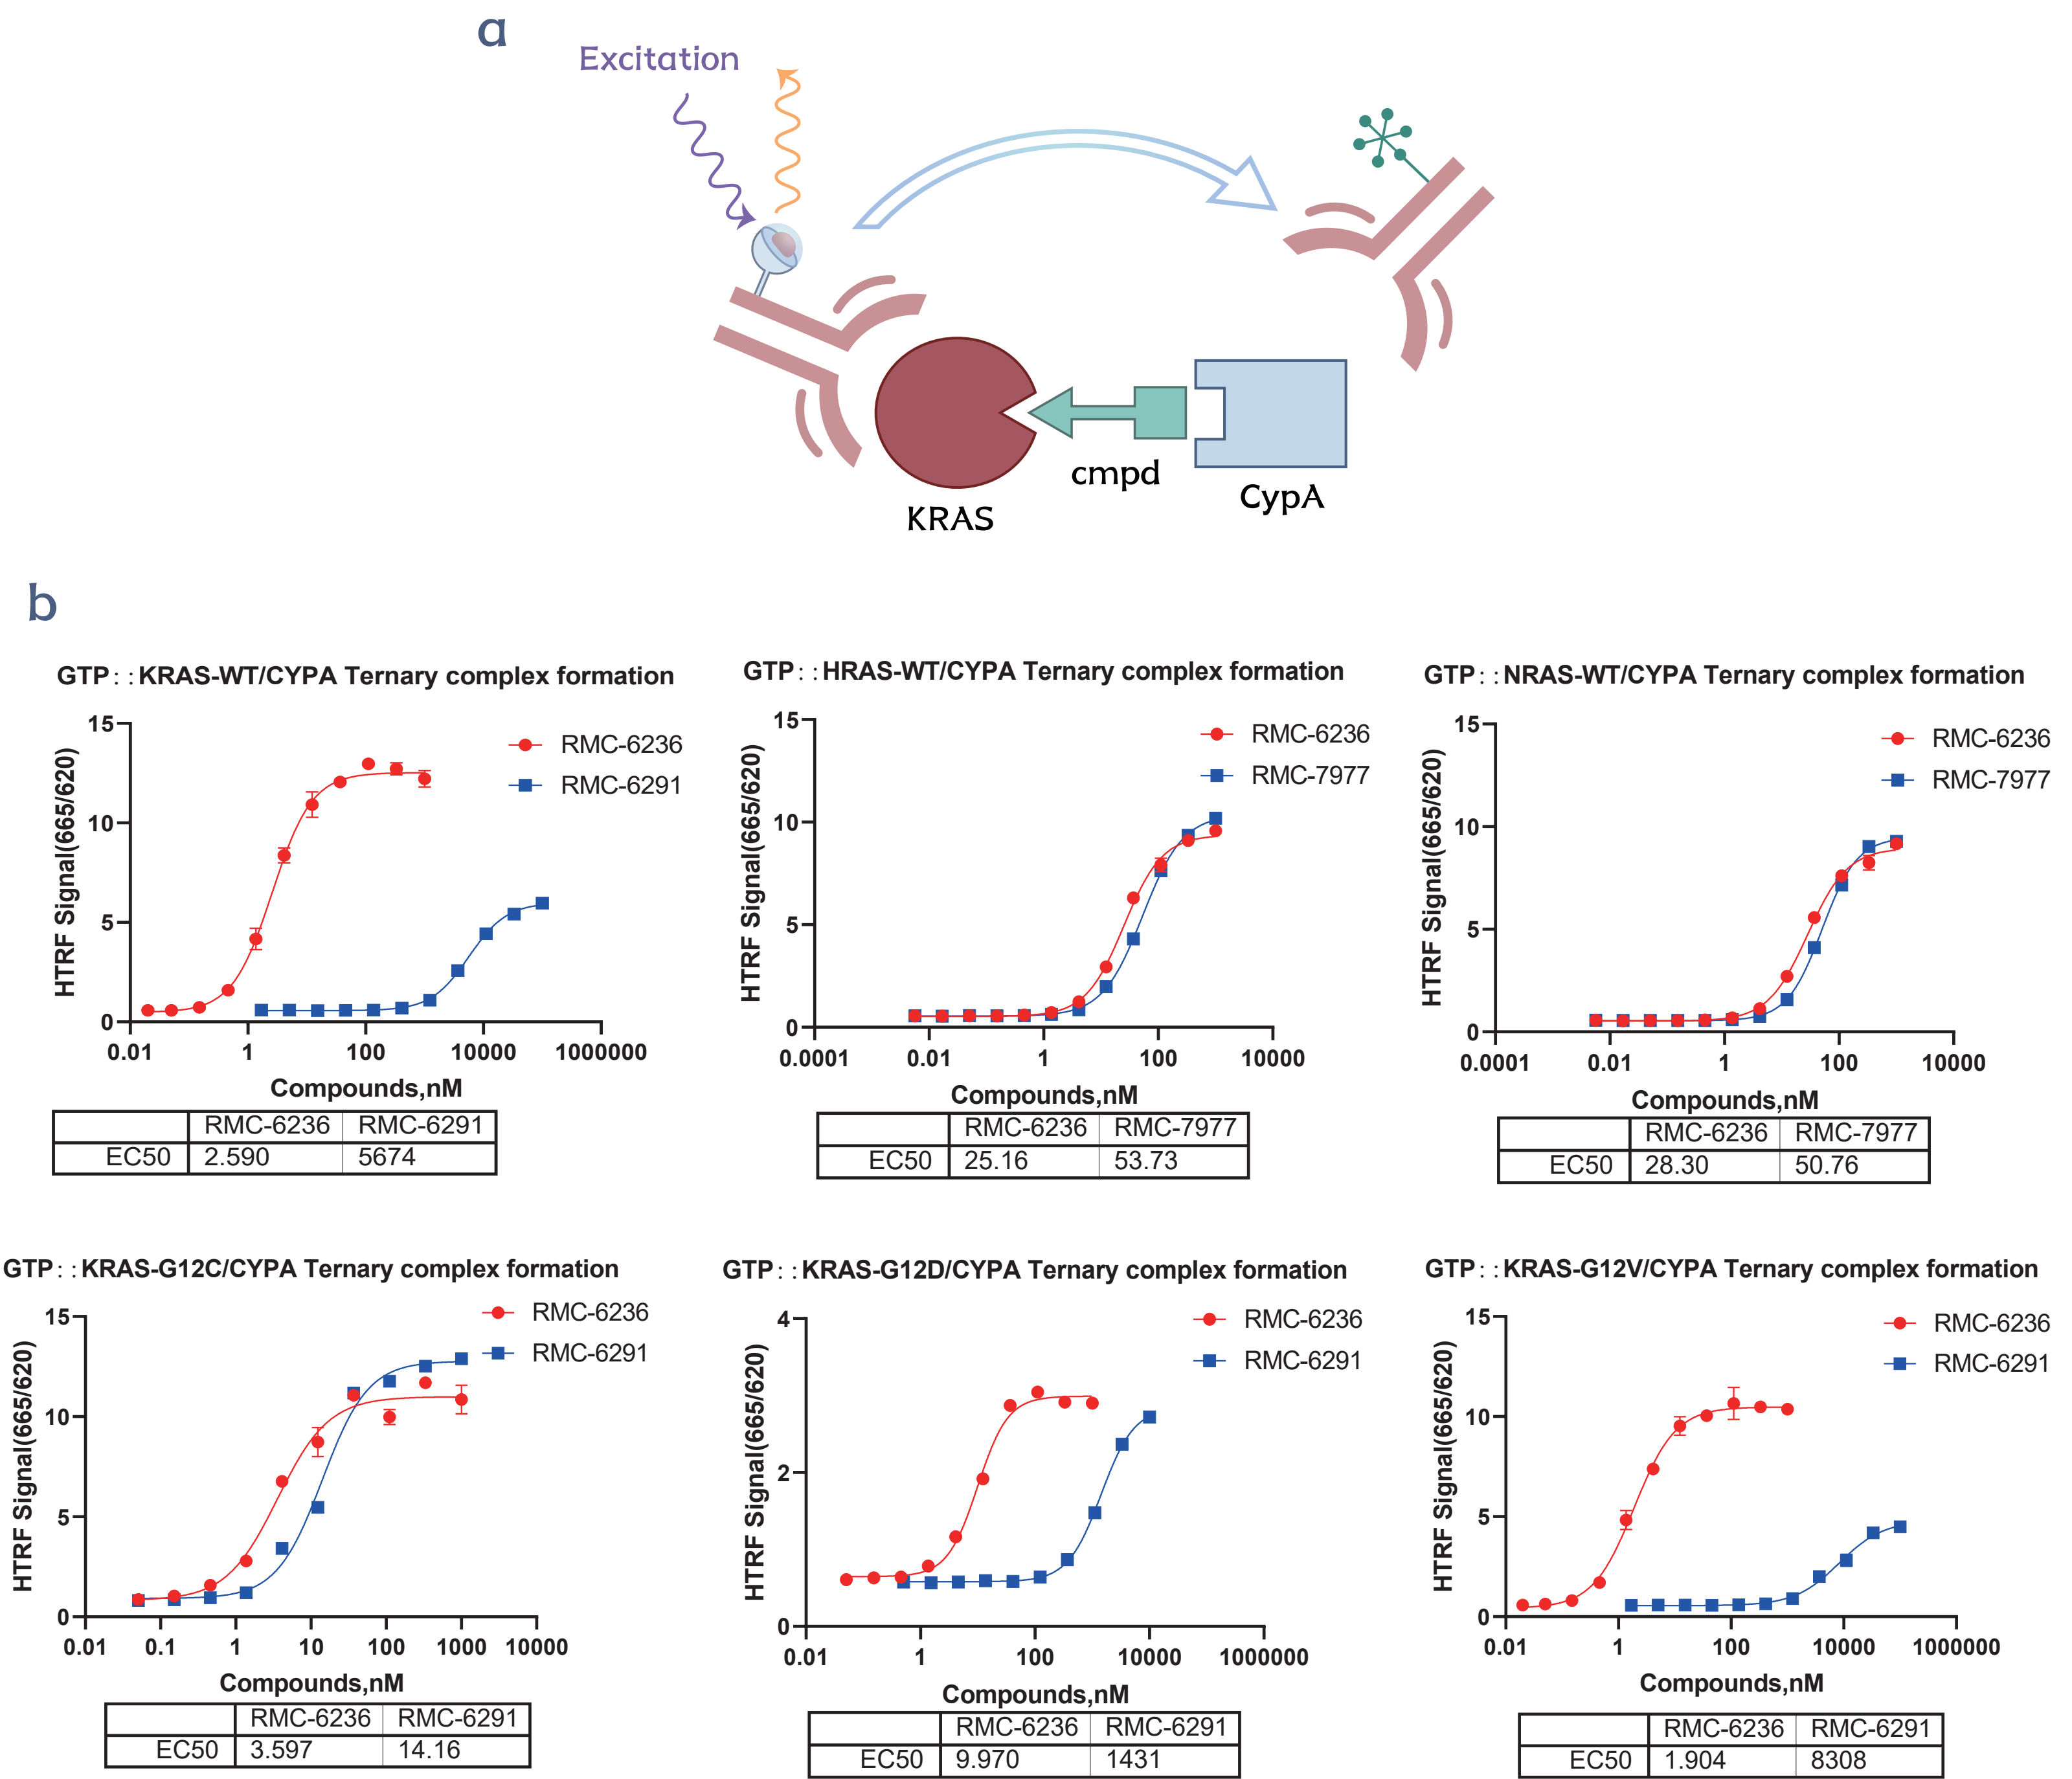 a
Excitation
cmpd
KRAS
CypA
b
GTP::KRAS-WT/CYPA Ternary complex formation
HTRF Signal(665/620)
15
10
5
0
0.01 1 100 10000 1000000
Compounds,nM
RMC-6236
RMC-6291
RMC-6236 RMC-6291
EC50 2.590 5674
GTP::HRAS-WT/CYPA Ternary complex formation
HTRF Signal(665/620)
15
10
5
0
0.0001 0.01 1 100 10000
Compounds,nM
RMC-6236
RMC-7977
RMC-6236 RMC-7977
EC50 25.16 53.73
GTP::NRAS-WT/CYPA Ternary complex formation
HTRF Signal(665/620)
15
10
5
0
0.0001 0.01 1 100 10000
Compounds,nM
RMC-6236
RMC-7977
RMC-6236 RMC-7977
EC50 28.30 50.76
GTP::KRAS-G12C/CYPA Ternary complex formation
HTRF Signal(665/620)
15
10
5
0
0.01 0.1 1 10 100 1000 10000
Compounds,nM
RMC-6236
RMC-6291
RMC-6236 RMC-6291
EC50 3.597 14.16
GTP::KRAS-G12D/CYPA Ternary complex formation
HTRF Signal(665/620)
4
2
0
0.01 1 100 10000 1000000
Compounds,nM
RMC-6236
RMC-6291
RMC-6236 RMC-6291
EC50 9.970 1431
GTP::KRAS-G12V/CYPA Ternary complex formation
HTRF Signal(665/620)
15
10
5
0
0.01 1 100 10000 1000000
Compounds,nM
RMC-6236
RMC-6291
RMC-6236 RMC-6291
EC50 1.904 8308